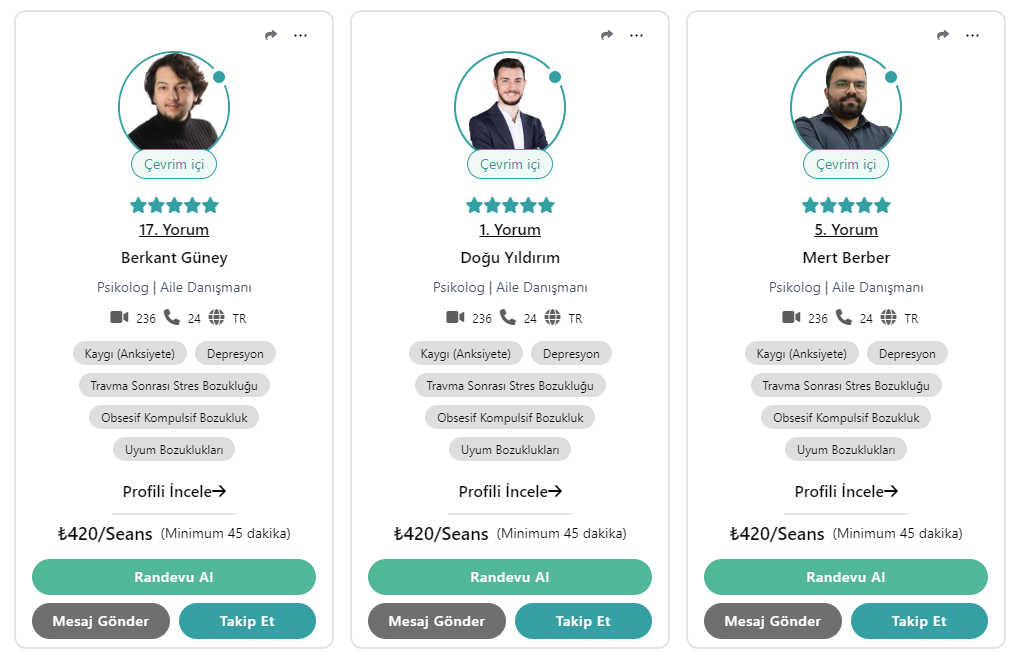 Çevrim içi
17. Yorum
Berkant Güney
Psikolog | Aile Danışmanı
236 24 TR
Kaygı (Anksiyete) Depresyon
Travma Sonrası Stres Bozukluğu
Obsesif Kompulsif Bozukluk
Uyum Bozuklukları
Profili İncele
₺420/Seans (Minimum 45 dakika)
Randevu Al
Mesaj Gönder Takip Et
Çevrim içi
1. Yorum
Doğu Yıldırım
Psikolog | Aile Danışmanı
236 24 TR
Kaygı (Anksiyete) Depresyon
Travma Sonrası Stres Bozukluğu
Obsesif Kompulsif Bozukluk
Uyum Bozuklukları
Profili İncele
₺420/Seans (Minimum 45 dakika)
Randevu Al
Mesaj Gönder Takip Et
Çevrim içi
5. Yorum
Mert Berber
Psikolog | Aile Danışmanı
236 24 TR
Kaygı (Anksiyete) Depresyon
Travma Sonrası Stres Bozukluğu
Obsesif Kompulsif Bozukluk
Uyum Bozuklukları
Profili İncele
₺420/Seans (Minimum 45 dakika)
Randevu Al
Mesaj Gönder Takip Et